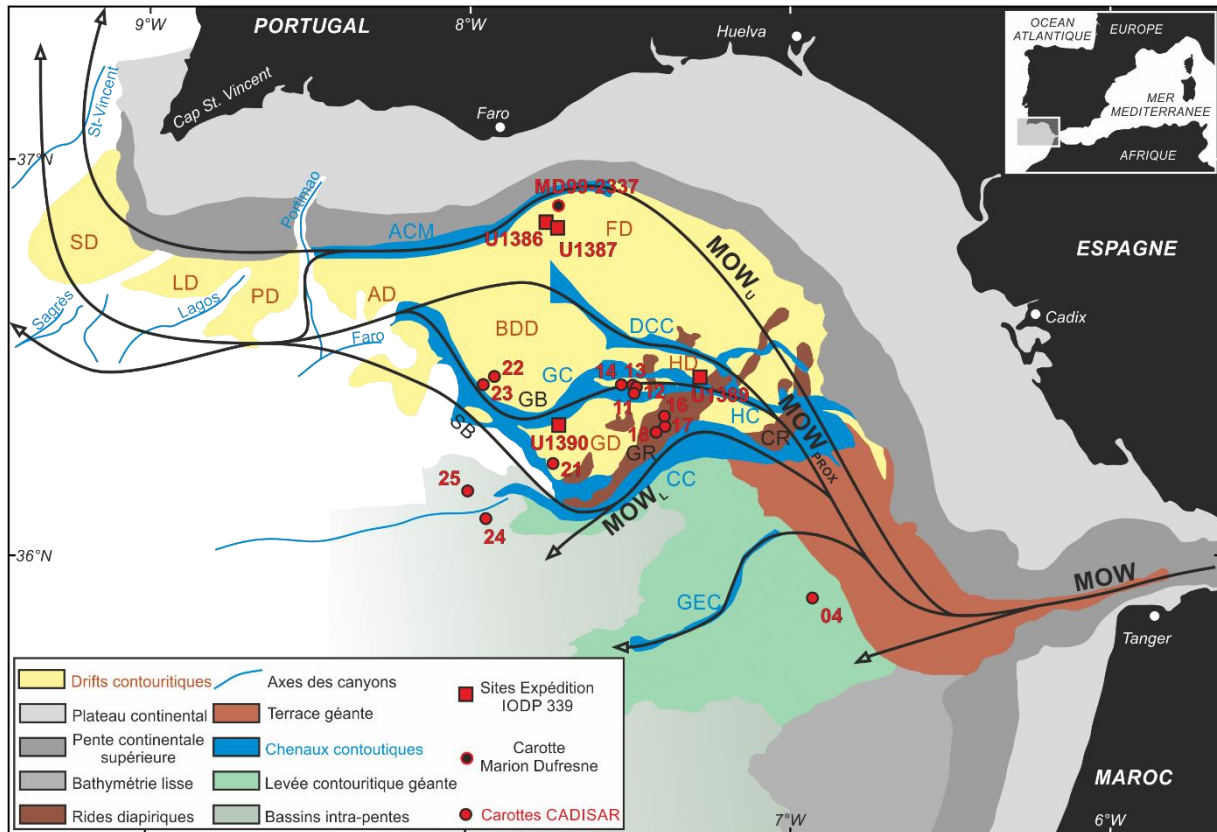 9°W
8°W
PORTUGAL
Huelva
OCEAN
ATLANTIQUE
EUROPE
MER
MEDITERRANEE
AFRIQUE
St-Vincent
Cap St. Vincent
Faro
37°N
Portimao
MD99-2337
SD
ACM
U1386
U1387
FD
MOW U
ESPAGNE
LD
PD
AD
Sagrès
Lagos
Faro
BDD
DCC
Cadix
22
23
GC
14
13
12
11
HD
U1389
GB
16
17
18
HC
MOW PROX
SB
U1390
GD
GR
CR
21
CC
25
24
MOW L
36°N
GEC
04
MOW
Tanger
Drifts contouritiques
Axes des canyons
Sites Expédition
IODP 339
Plateau continental
Terrace géante
Pente continentale
supérieure
Chenaux contoutiques
Carotte
Marion Dufresne
Bathymétrie lisse
Levée contouritique géante
Rides diapiriques
Bassins intra-pentes
Carottes CADISAR
MAROC
7°W
6°W